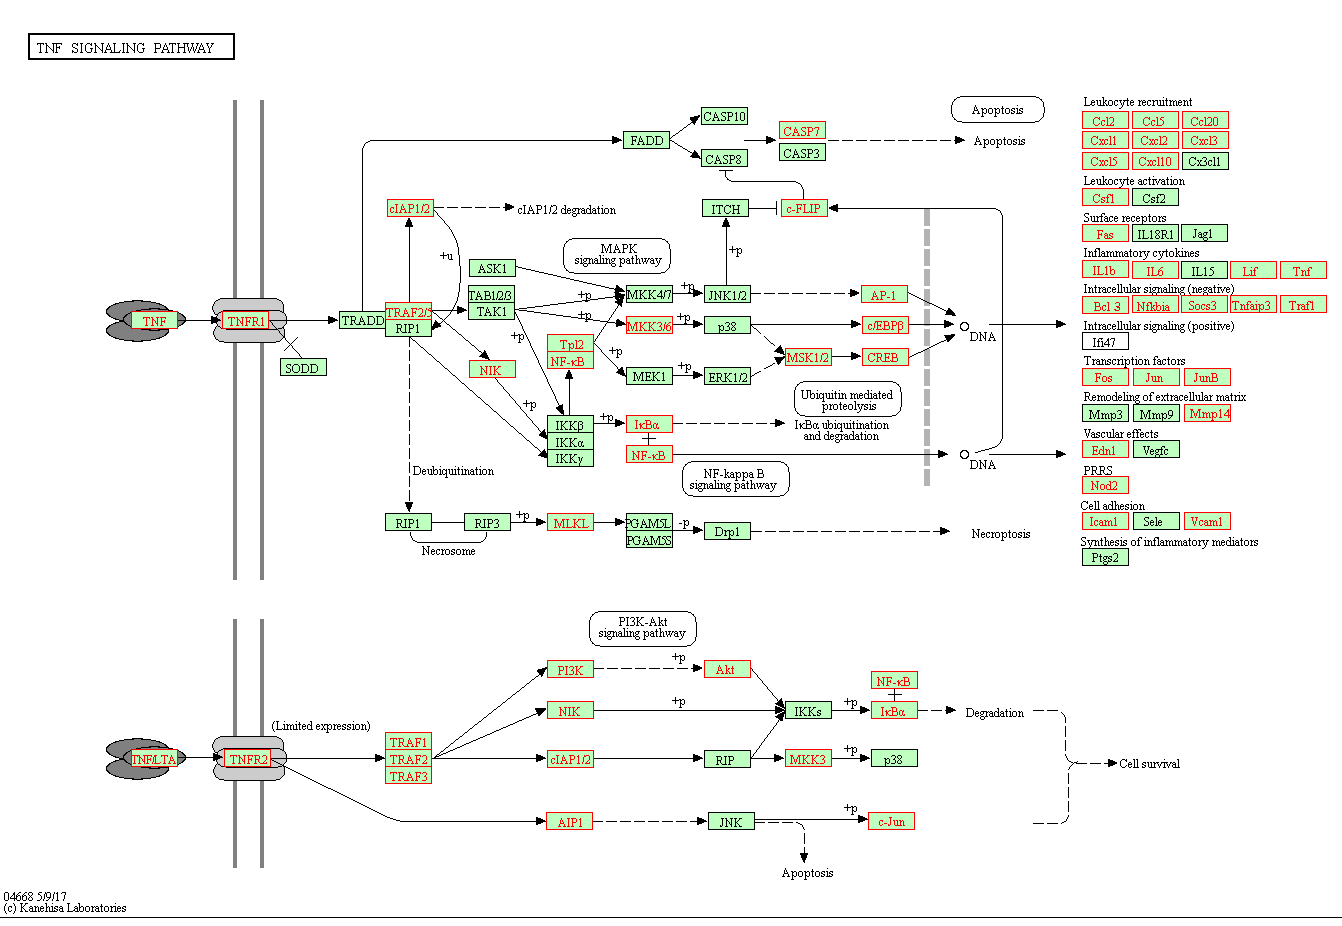 TNF SIGNALING PATHWAY
Apoptosis
Leukocyte recruitment
Ccl2 Ccl5 Ccl20
Cxcl1 Cxcl2 Cxcl3
Cxcl5 Cxcl10 Cx3cl1
Leukocyte activation
Csf1 Csf2
Surface receptors
Fas IL18R1 Jag1
Inflammatory cytokines
IL1b IL6 IL15 Lif Tnf
Intracellular signaling (negative)
Bcl3 Nfkbia Socs3 Tnfaip3 Traf1
Intracellular signaling (positive)
Ifi47
Transcription factors
Fos Jun JunB
Remodeling of extracellular matrix
Mmp3 Mmp9 Mmp14
Vascular effects
Edn1 Vegfc
PRRS
Nod2
Cell adhesion
Icam1 Sele Vcam1
Synthesis of inflammatory mediators
Ptgs2
CASP10
FADD
CASP7
Apoptosis
CASP8
CASP3
cIAP1/2
cIAP1/2 degradation
ITCH
c-FLIP
+u
MAPK
signaling pathway
+p
ASK1
TAB1/2/3
TAK1
+p
+p
MKK4/7
+p
JNK1/2
AP-1
TNF
TNFR1
TRADD
TRAF2/5
RIP1
MKK3/6
+p
p38
c/EBPβ
DNA
SODD
NIK
+p
Tpl2
NF-κB
+p
MSK1/2
CREB
MEK1
+p
ERK1/2
+p
Ubiquitin mediated
proteolysis
IKKβ
IKKα
IKKγ
+p
IκBα
IκBα ubiquitination
and degradation
NF-κB
DNA
Deubiquitination
NF-kappa B
signaling pathway
RIP1
RIP3
+p
MLKL
PGAM5L
PGAM5S
-p
Drp1
Necroptosis
Necrosome
PI3K-Akt
signaling pathway
PI3K
+p
Akt
NF-κB
NIK
+p
IKKs
+p
IκBα
Degradation
(Limited expression)
TNF/LTA
TNFR2
TRAF1
TRAF2
TRAF3
cIAP1/2
RIP
MKK3
+p
p38
Cell survival
AIP1
JNK
+p
c-Jun
Apoptosis
04668 5/9/17
(c) Kanehisa Laboratories